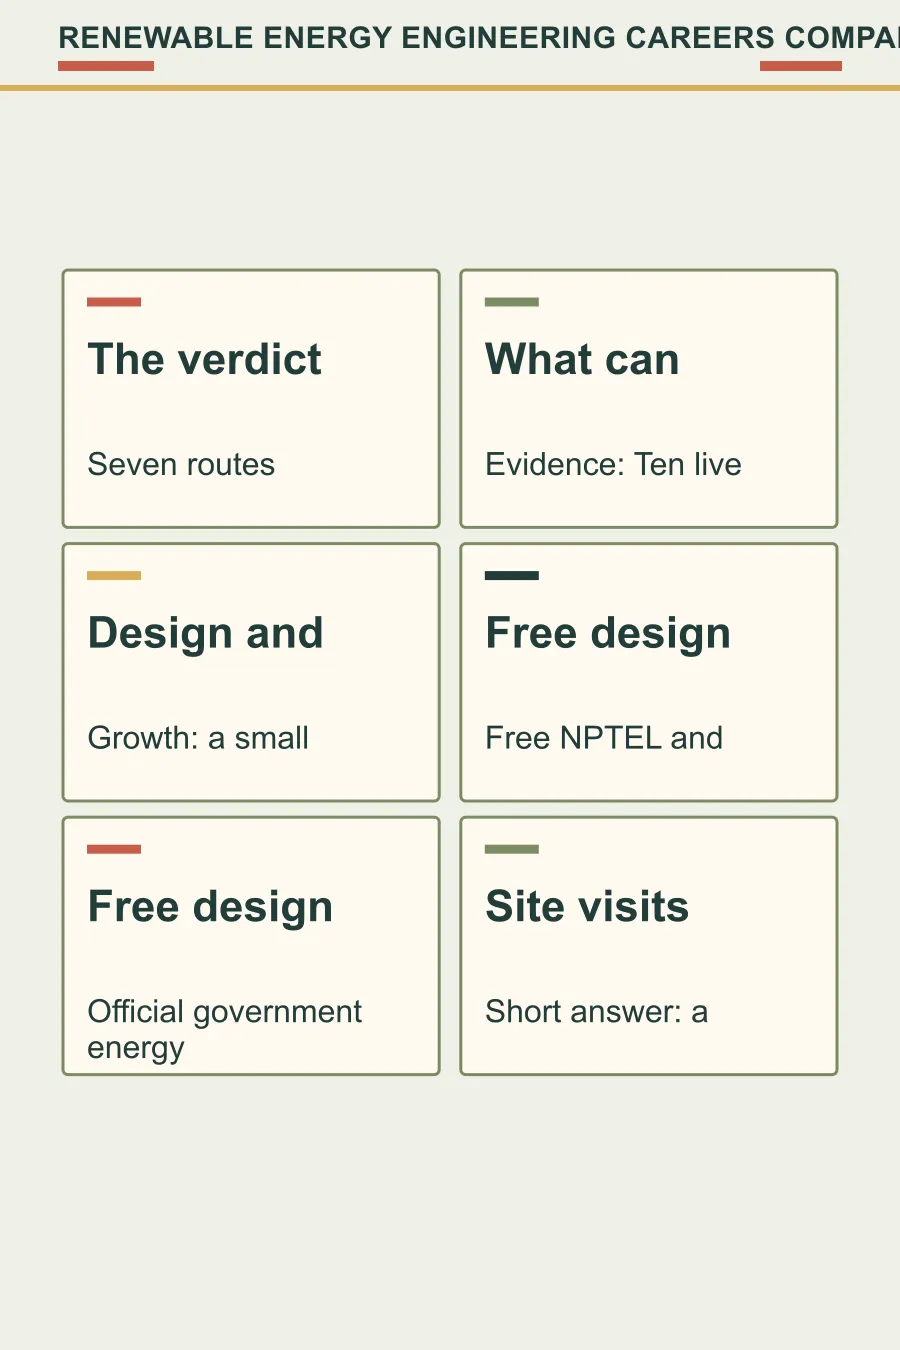 RENEWABLE ENERGY ENGINEERING CAREERS COMPA
The verdict
Seven routes
What can
Evidence: Ten live
Design and
Growth: a small
Free design
Free NPTEL and
Free design
Official government
energy
Site visits
Short answer: a